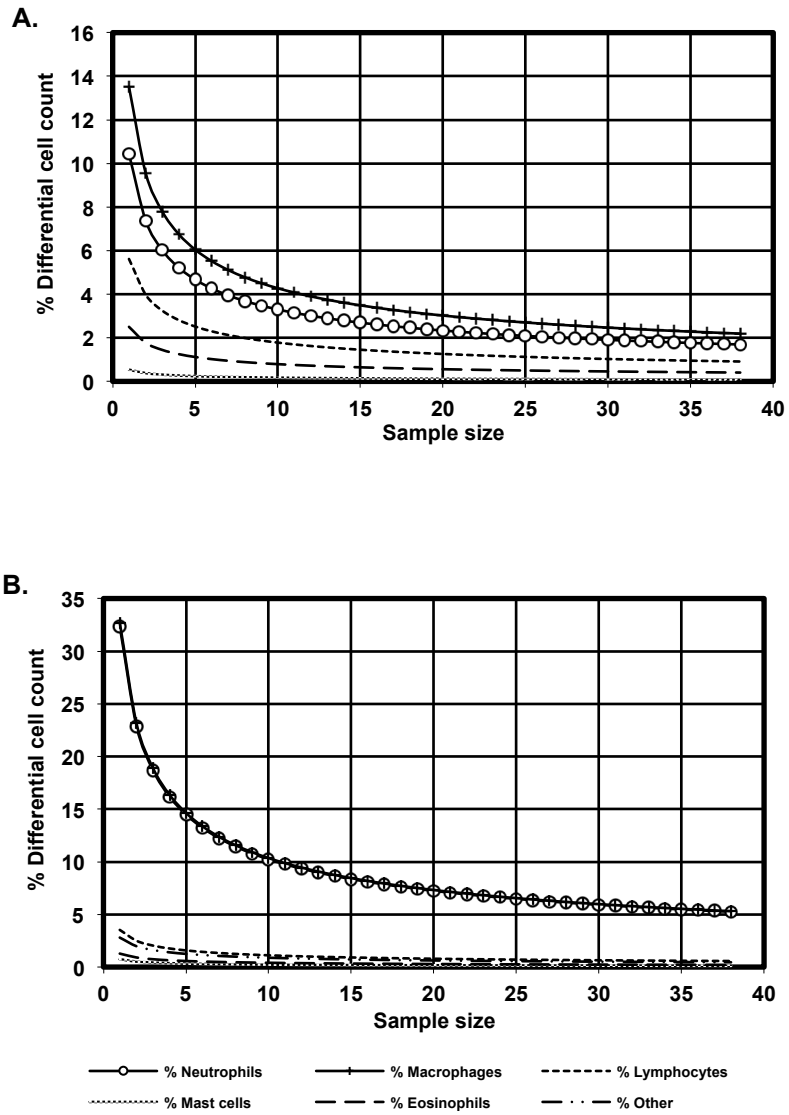 A.
16
14
12
10
8
6
4
2
0
% Differential cell count
0 5 10 15 20 25 30 35 40
Sample size
B.
35
30
25
20
15
10
5
0
% Differential cell count
0 5 10 15 20 25 30 35 40
Sample size
% Neutrophils % Macrophages % Lymphocytes
% Mast cells % Eosinophils % Other